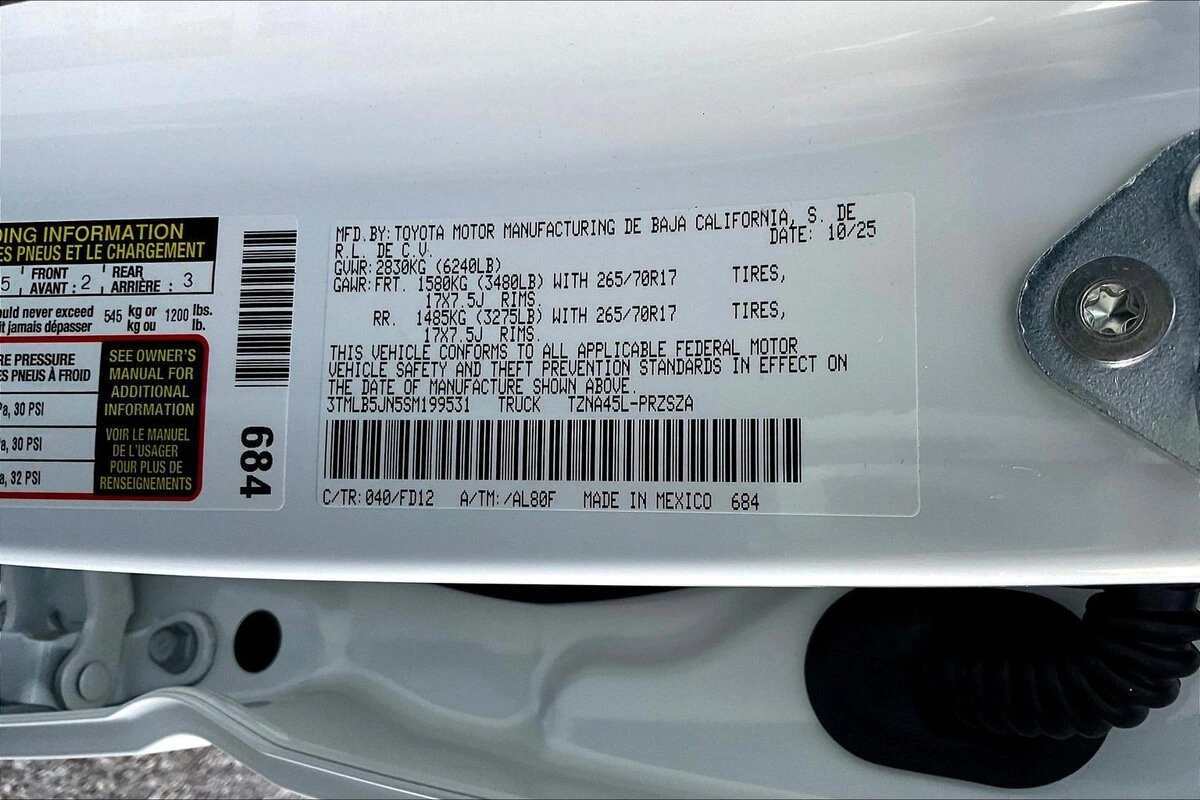 DING INFORMATION
ES PNEUS ET LE CHARGEMENT
5 FRONT AVANT : 2 REAR ARRIÈRE : 3
ould never exceed 545 kg or 1200 lbs.
it jamais dépasser kg ou lb.
RE PRESSURE
ES PNEUS À FROID
Pa, 30 PSI
a, 30 PSI
a, 32 PSI
SEE OWNER'S
MANUAL FOR
ADDITIONAL
INFORMATION
VOIR LE MANUEL
DE L'USAGER
POUR PLUS DE
RENSEIGNEMENTS
684
MFD.BY:TOYOTA MOTOR MANUFACTURING DE BAJA CALIFORNIA, S. DE
R.L. DE C.V. DATE: 10/25
GVWR:2830KG (6240LB)
GAWR:FRT. 1580KG (3480LB) WITH 265/70R17 TIRES,
17X7.5J RIMS.
RR. 1485KG (3275LB) WITH 265/70R17 TIRES,
17X7.5J RIMS.
THIS VEHICLE CONFORMS TO ALL APPLICABLE FEDERAL MOTOR
VEHICLE SAFETY AND THEFT PREVENTION STANDARDS IN EFFECT ON
THE DATE OF MANUFACTURE SHOWN ABOVE.
3TMLB5JN5SM199531 TRUCK TZNA45L-PRZSZA
C/TR:040/FD12 A/TM:/AL80F MADE IN MEXICO 684